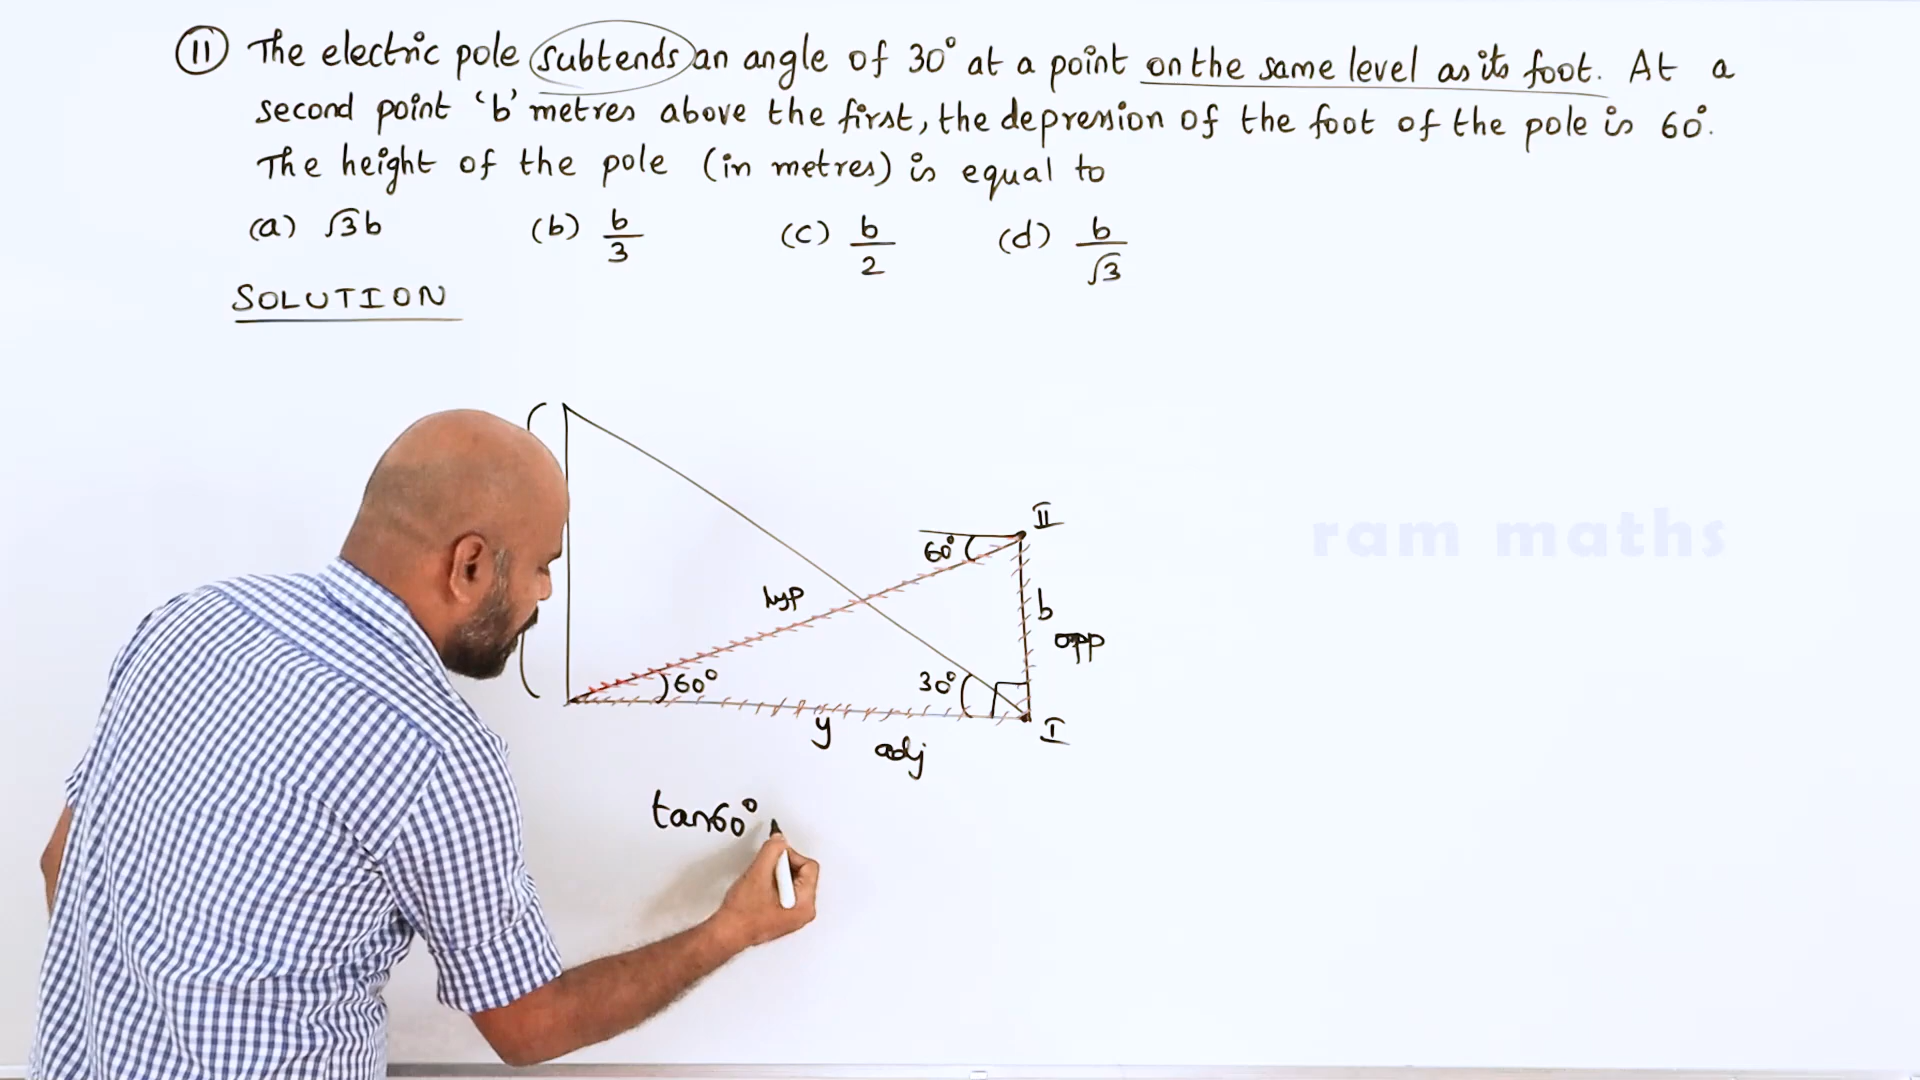 11 The electric pole subtends an angle of 30° at a point on the same level as its foot. At a
second point 'b' metres above the first, the depression of the foot of the pole is 60°.
The height of the pole (in metres) is equal to
(a) √3b (b) b/3 (c) b/2 (d) b/√3
SOLUTION
II
60°
hyp
b
opp
60°
30°
I
y
adj
tan60°
ram maths